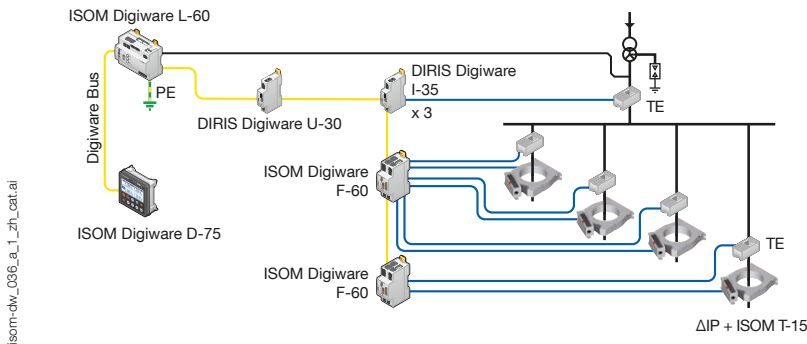 ISOM Digiware L-60
PE
Digiware Bus
DIRIS Digiware U-30
DIRIS Digiware
I-35
x 3
TE
ISOM Digiware
F-60
ISOM Digiware D-75
ISOM Digiware
F-60
TE
ΔIP + ISOM T-15
isom-dw_036_a_1_zh_cat.ai